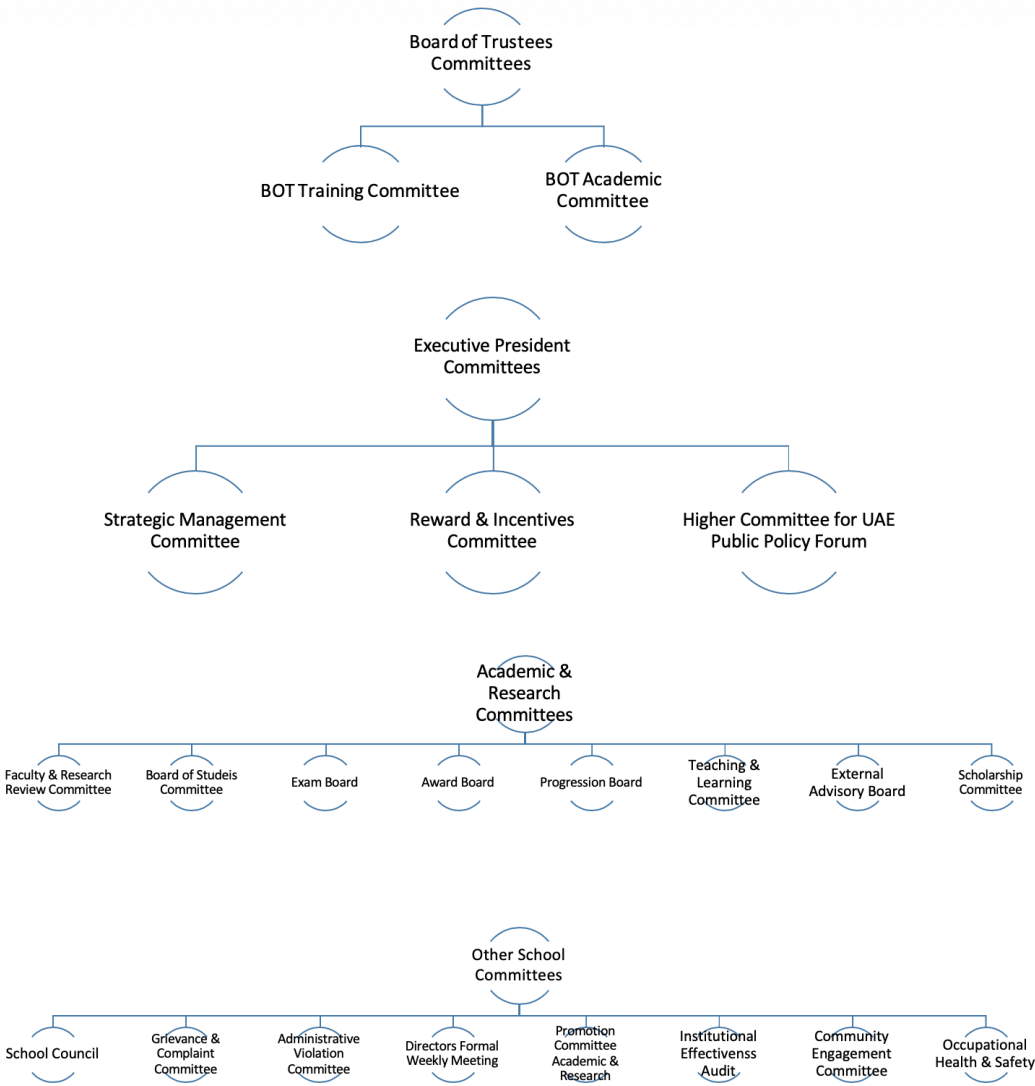 Board of Trustees
Committees
BOT Training Committee
BOT Academic
Committee
Executive President
Committees
Strategic Management
Committee
Reward & Incentives
Committee
Higher Committee for UAE
Public Policy Forum
Academic &
Research
Committees
Faculty & Research
Review Committee
Board of Studeis
Committee
Exam Board
Award Board
Progression Board
Teaching &
Learning
Committee
External
Advisory Board
Scholarship
Committee
Other School
Committees
School Council
Grievance &
Complaint
Committee
Administrative
Violation
Committee
Directors Formal
Weekly Meeting
Promotion
Committee
Academic &
Research
Institutional
Effectivenss
Audit
Community
Engagement
Committee
Occupational
Health & Safety